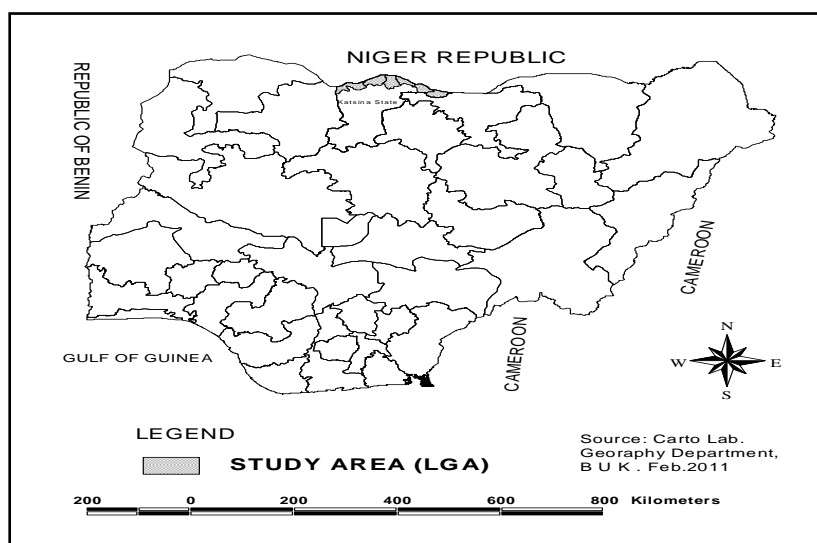 NIGER REPUBLIC
REPUBLIC OF BENIN
Katsina State
CAMEROON
CAMEROON
GULF OF GUINEA
N
W E
S
LEGEND
STUDY AREA (LGA)
Source: Carto Lab.
Georaphy Department,
B U K . Feb.2011
200 0 200 400 600 800 Kilometers